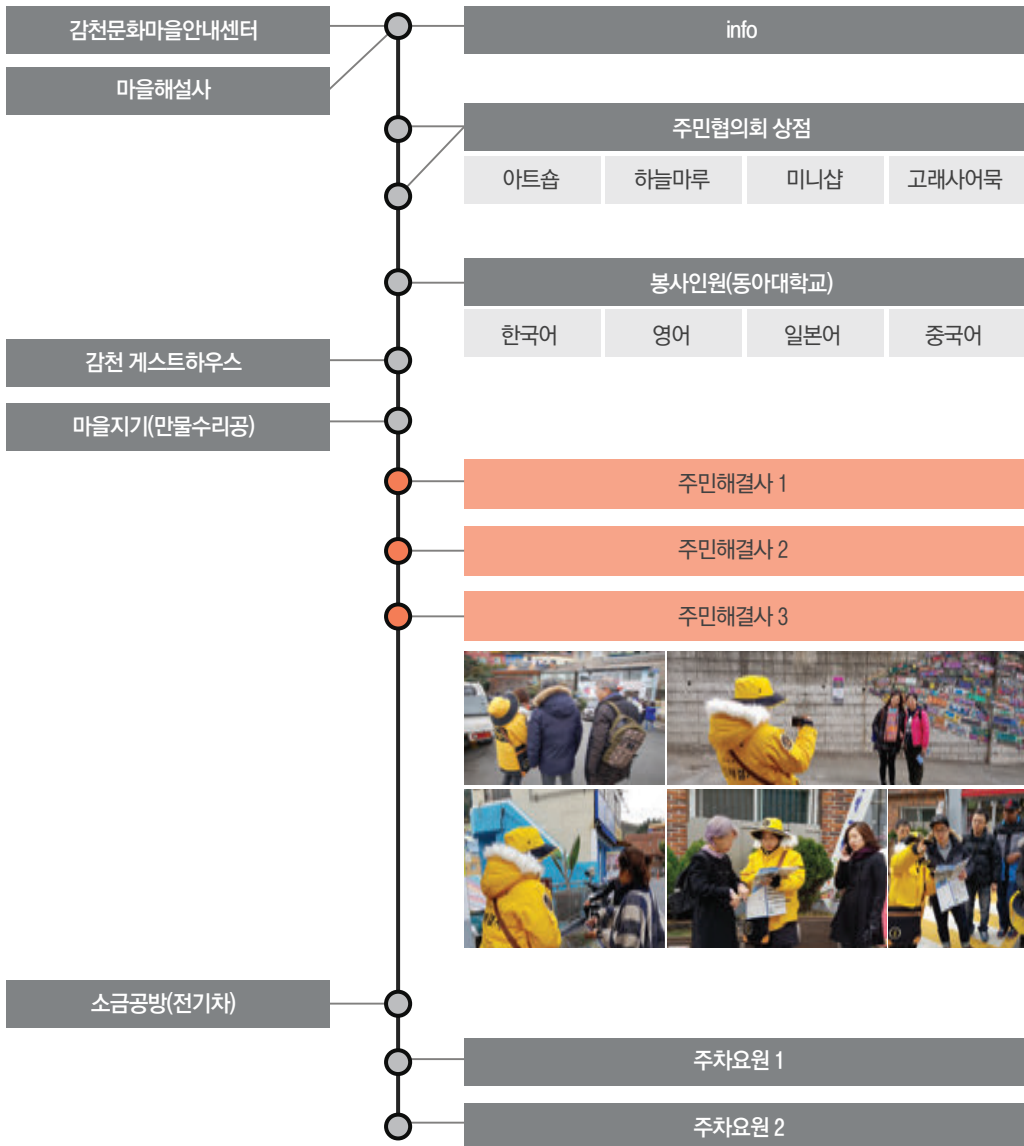 감천문화마을안내센터
info
마을해설사
주민협의회 상점
아트숍
하늘마루
미니샵
고래사어묵
봉사인원(동아대학교)
한국어
영어
일본어
중국어
감천 게스트하우스
마을지기(만물수리공)
주민해결사 1
주민해결사 2
주민해결사 3
소금공방(전기차)
주차요원 1
주차요원 2